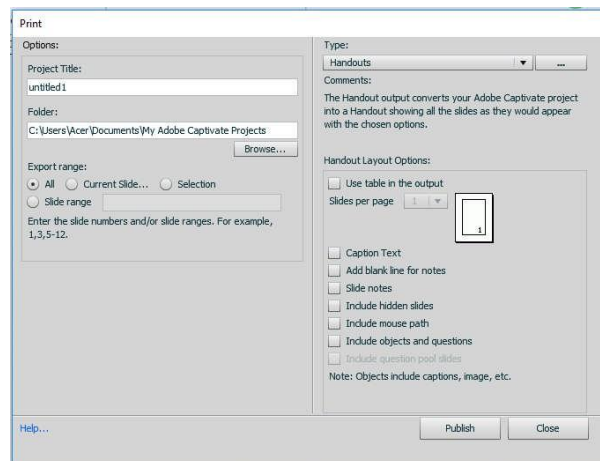 Print
Options:
Project Title:
untitled1
Folder:
C:\Users\Acer\Documents\My Adobe Captivate Projects
Browse...
Export range:
All
Current Slide...
Selection
Slide range
Enter the slide numbers and/or slide ranges. For example,
1,3,5-12.
Type:
Handouts
...
Comments:
The Handout output converts your Adobe Captivate project
into a Handout showing all the slides as they would appear
with the chosen options.
Handout Layout Options:
Use table in the output
Slides per page
1
1
Caption Text
Add blank line for notes
Slide notes
Include hidden slides
Include mouse path
Include objects and questions
Include question pool slides
Note: Objects include captions, image, etc.
Help...
Publish
Close